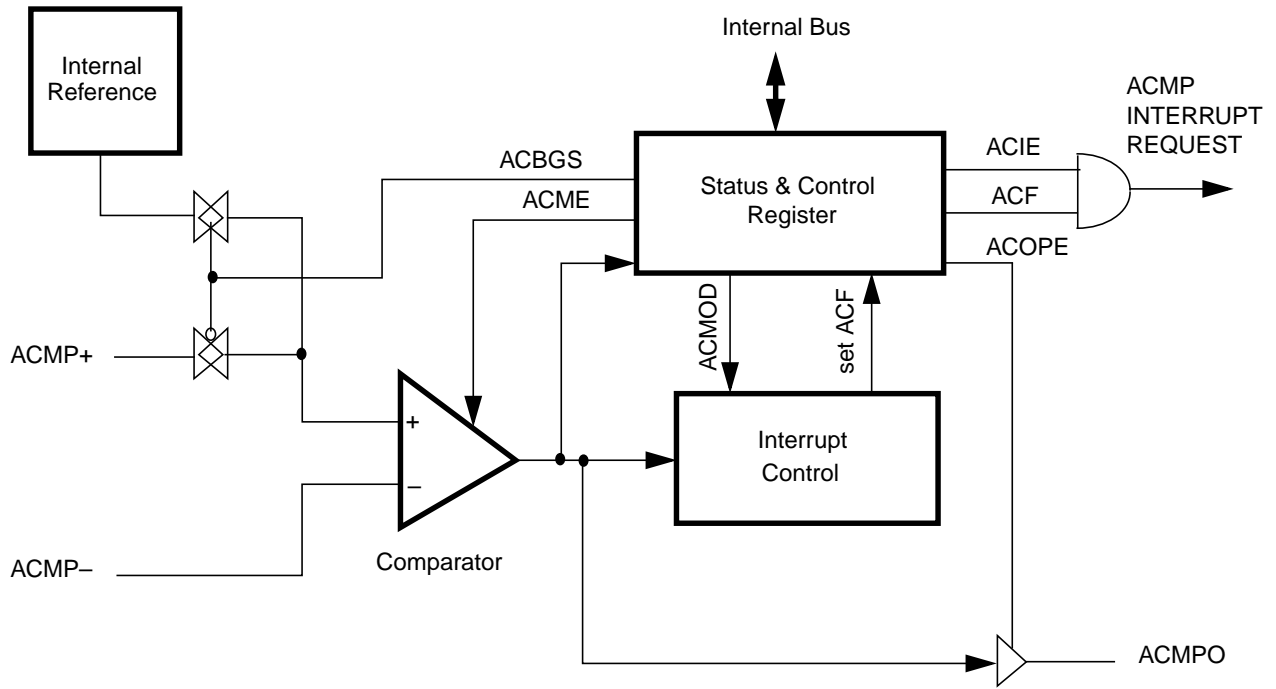 Internal
Reference
Internal Bus
ACMP
INTERRUPT
REQUEST
ACBGS
ACME
Status & Control
Register
ACIE
ACF
ACOPE
ACMOD
set ACF
ACMP+
+
–
Interrupt
Control
Comparator
ACMP–
ACMPO